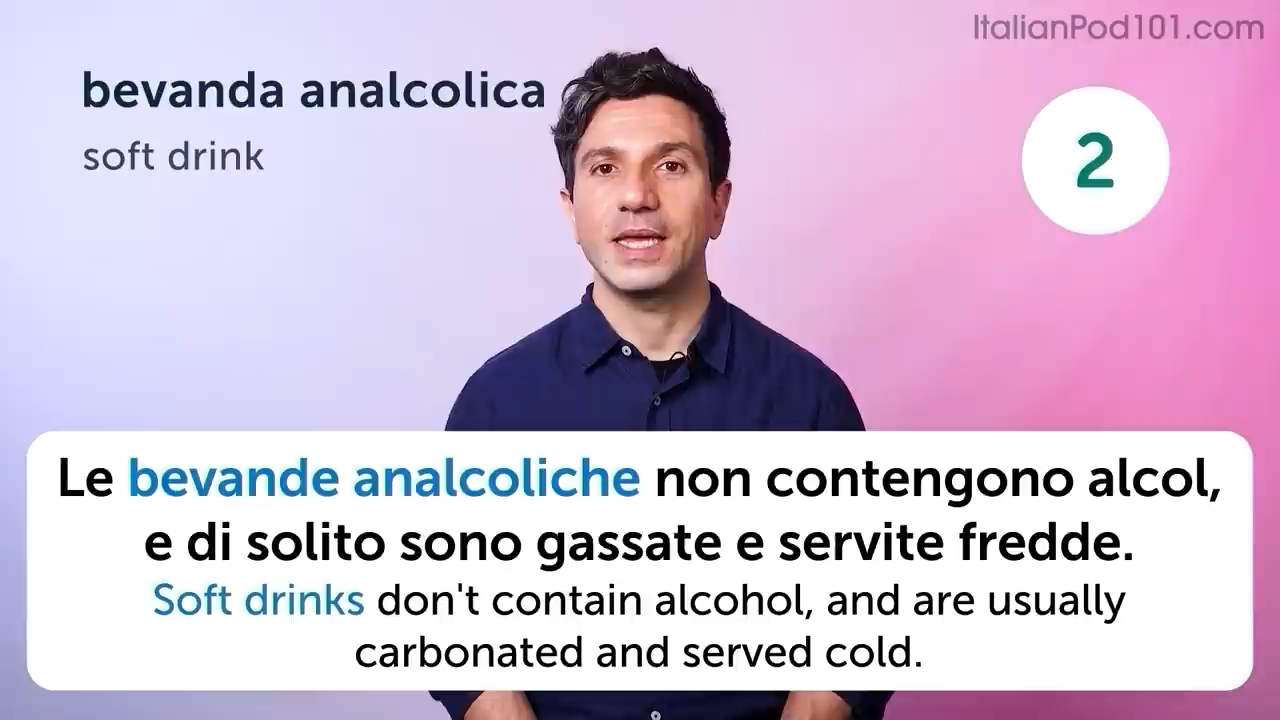 ItalianPod101.com
bevanda analcolica
soft drink
2
Le bevande analcoliche non contengono alcol,
e di solito sono gassate e servite fredde.
Soft drinks don't contain alcohol, and are usually
carbonated and served cold.